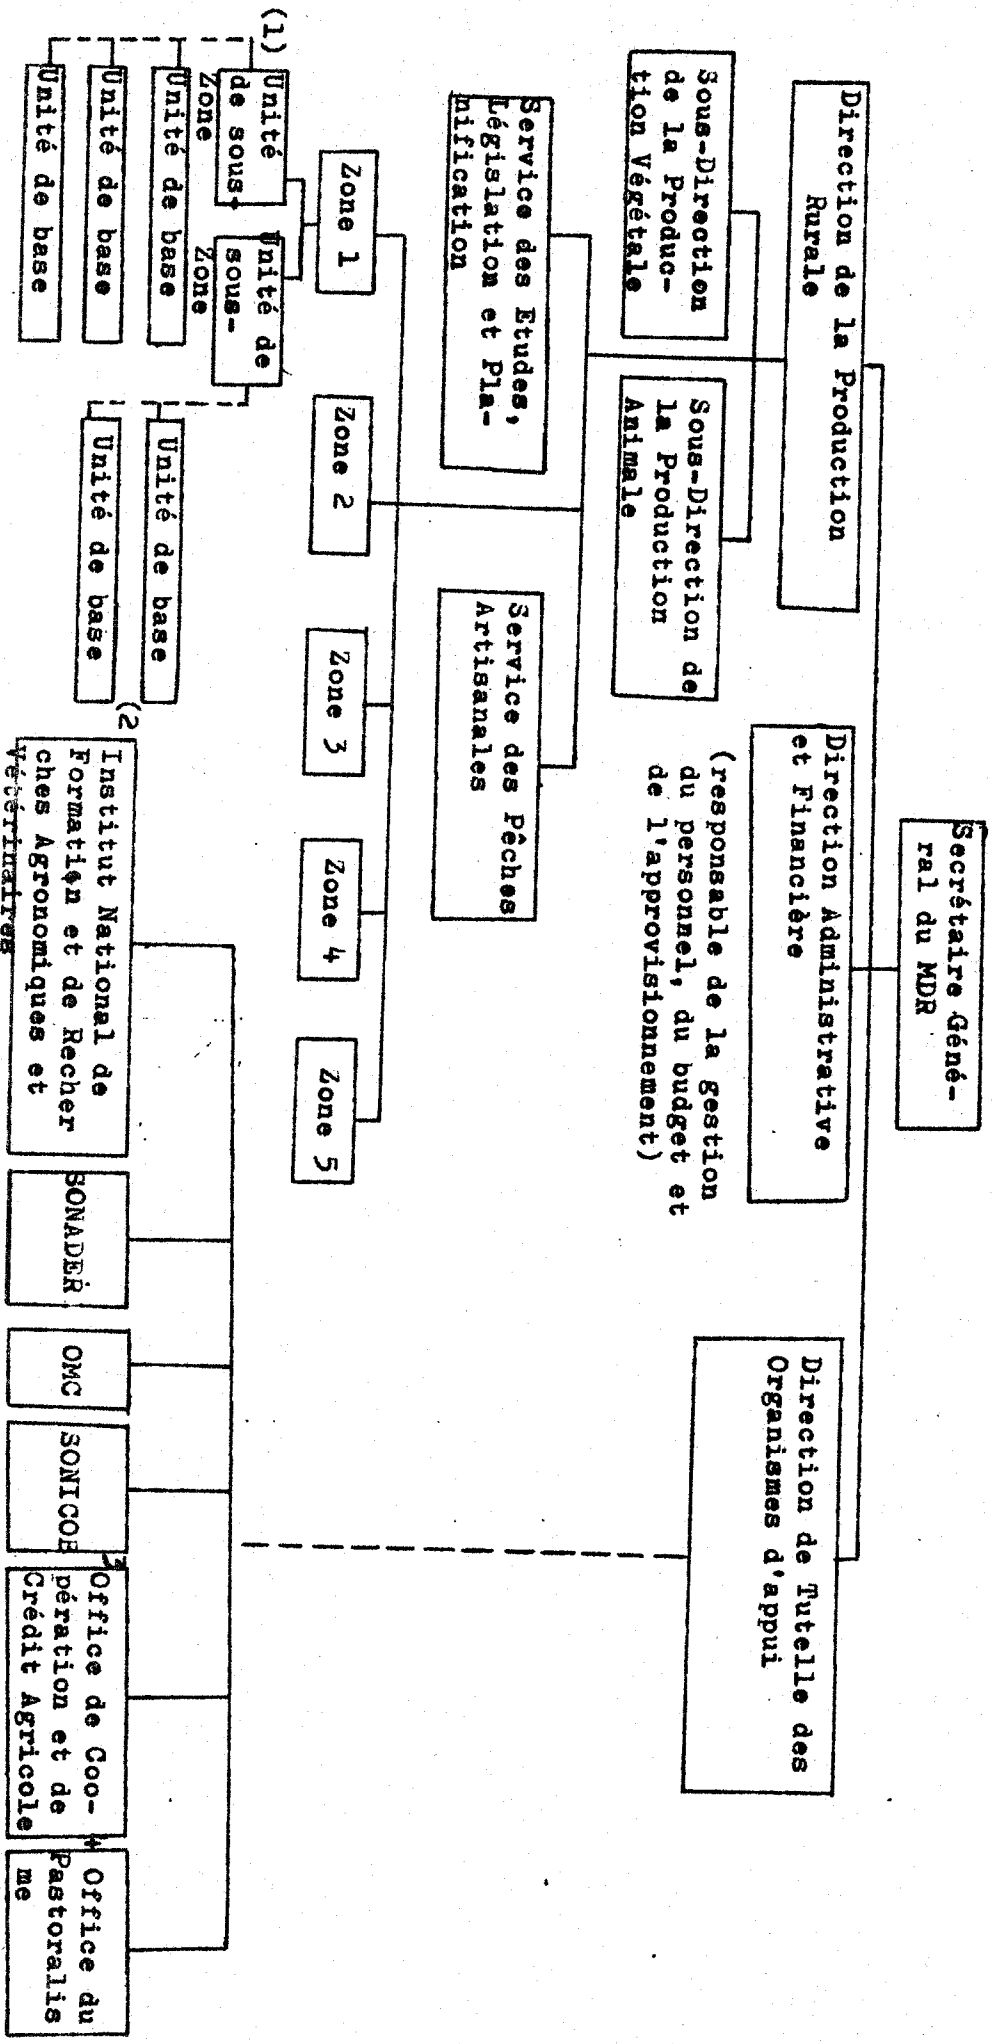 Secrétaire Géné-
ral du MDR
Direction de la Production
Rurale
Direction Administrative
et Financière
(responsable de la gestion
du personnel, du budget et
de l'approvisionnement)
Direction de Tutelle des
Organismes d'appui
Sous-Direction
de la Produc-
tion Végétale
Sous-Direction de
la Production
Animale
Service des Etudes,
Législation et Pla-
nification
Service des Pêches
Artisanales
Zone 1
Zone 2
Zone 3
Zone 4
Zone 5
(1)
Unité
de sous-
Zone
Unité de
sous-
Zone
Unité de base
Unité de base
Unité de base
Unité de base
Unité de base
(2
Institut National de
Formation et de Recher
ches Agronomiques et
Vétérinaires
SONADER
OMC
SONICOB
3
Office de Coo-
pération et de
Crédit Agricole
4
Office du
Pastoralis
me